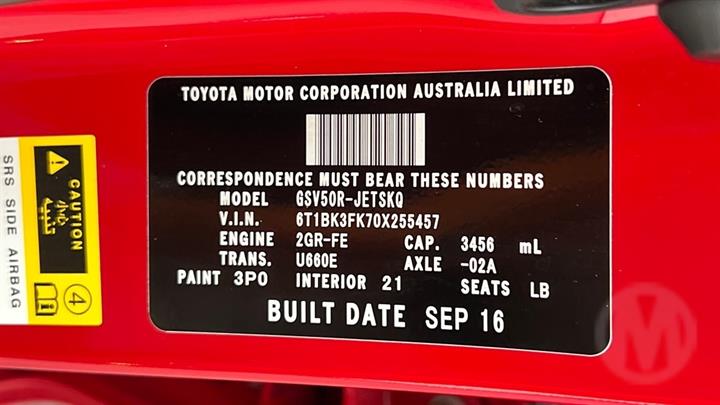 TOYOTA MOTOR CORPORATION AUSTRALIA LIMITED
CORRESPONDENCE MUST BEAR THESE NUMBERS
MODEL GSV50R-JETSKQ
V.I.N. 6T1BK3FK70X255457
ENGINE 2GR-FE CAP. 3456 mL
TRANS. U660E AXLE -02A
PAINT 3P0 INTERIOR 21 SEATS LB
BUILT DATE SEP 16
SRS SIDE AIRBAG
CAUTION
4
M